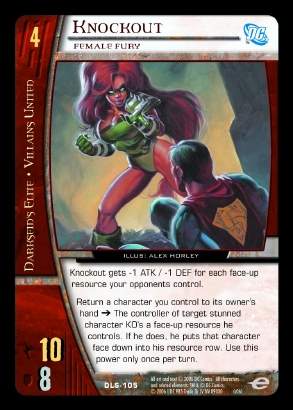 4
KNOCKOUT
FEMALE FURY
DC
DARKSEID'S ELITE • VILLAINS UNITED
ILLUS: ALEX HORLEY
Knockout gets -1 ATK / -1 DEF for each face-up
resource your opponents control.
Return a character you control to its owner's
hand ➔ The controller of target stunned
character KO's a face-up resource he
controls. If he does, he puts that character
face down into his resource row. Use this
power only once per turn.
10
8
DLS-105